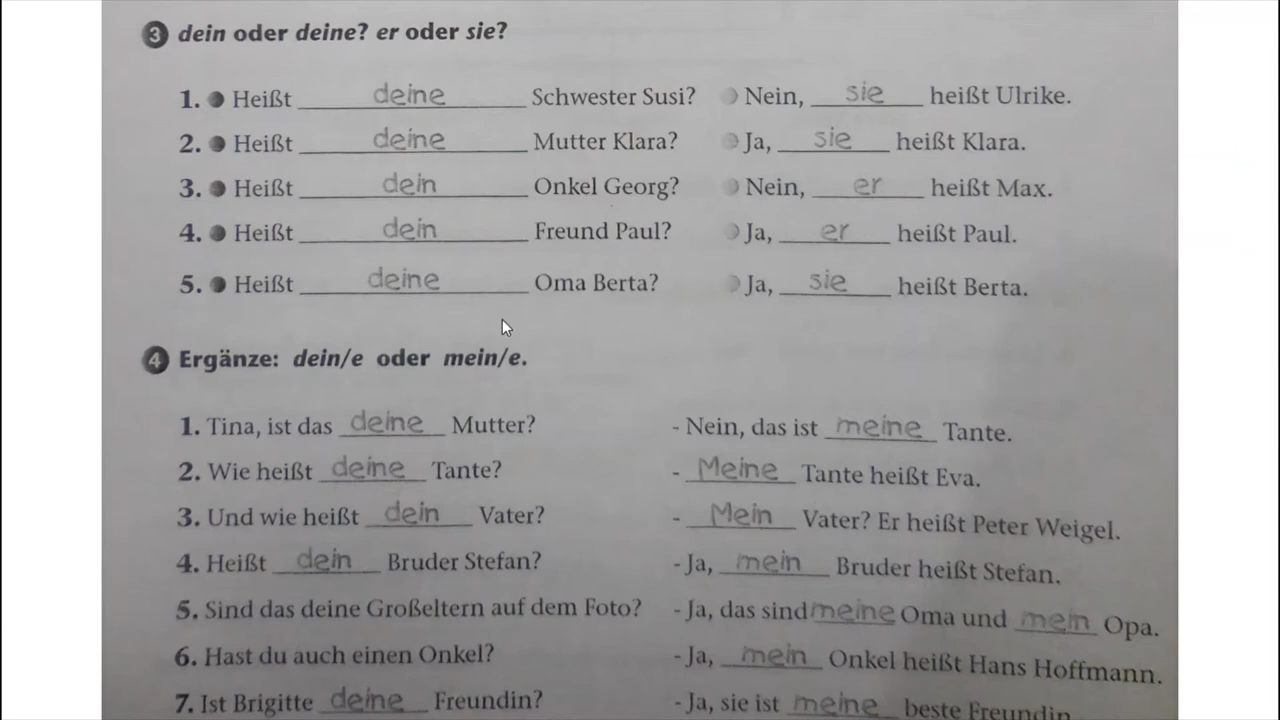 3 dein oder deine? er oder sie?
1. Heißt deine Schwester Susi? Nein, sie heißt Ulrike.
2. Heißt deine Mutter Klara? Ja, sie heißt Klara.
3. Heißt dein Onkel Georg? Nein, er heißt Max.
4. Heißt dein Freund Paul? Ja, er heißt Paul.
5. Heißt deine Oma Berta? Ja, sie heißt Berta.
4 Ergänze: dein/e oder mein/e.
1. Tina, ist das deine Mutter? - Nein, das ist meine Tante.
2. Wie heißt deine Tante? - Meine Tante heißt Eva.
3. Und wie heißt dein Vater? - Mein Vater? Er heißt Peter Weigel.
4. Heißt dein Bruder Stefan? - Ja, mein Bruder heißt Stefan.
5. Sind das deine Großeltern auf dem Foto? - Ja, das sind meine Oma und mein Opa.
6. Hast du auch einen Onkel? - Ja, mein Onkel heißt Hans Hoffmann.
7. Ist Brigitte deine Freundin? - Ja, sie ist meine beste Freundin